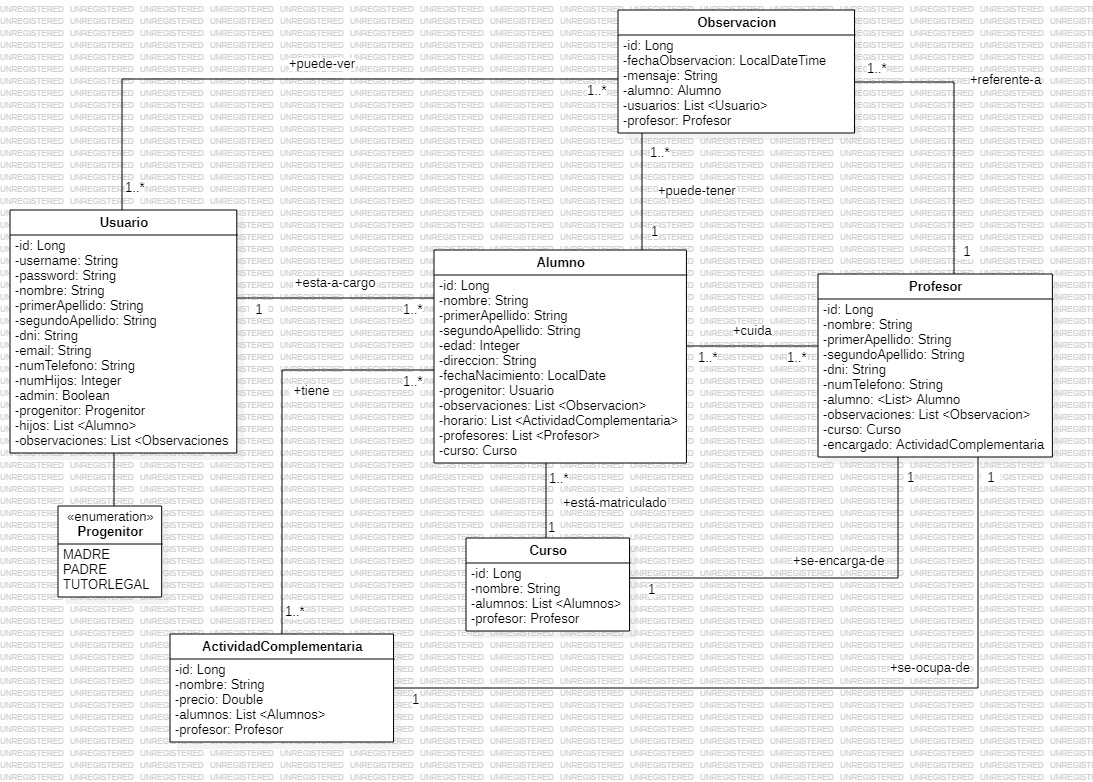 Observacion
-id: Long
-fechaObservacion: LocalDateTime
-mensaje: String
-alumno: Alumno
-usuarios: List <Usuario>
-profesor: Profesor
+puede-ver
1..*
1..*
1..*
+referente-a
1
1..*
+puede-tener
1
Usuario
-id: Long
-username: String
-password: String
-nombre: String
-primerApellido: String
-segundoApellido: String
-dni: String
-email: String
-numTelefono: String
-numHijos: Integer
-admin: Boolean
-progenitor: Progenitor
-hijos: List <Alumno>
-observaciones: List <Observaciones
+esta-a-cargo
1
1..*
Alumno
-id: Long
-nombre: String
-primerApellido: String
-segundoApellido: String
-edad: Integer
-direccion: String
-fechaNacimiento: LocalDate
-progenitor: Usuario
-observaciones: List <Observacion>
-horario: List <ActividadComplementaria>
-profesores: List <Profesor>
-curso: Curso
+cuida
1..*
1..*
Profesor
-id: Long
-nombre: String
-primerApellido: String
-segundoApellido: String
-dni: String
-numTelefono: String
-alumno: <List> Alumno
-observaciones: List <Observacion>
-curso: Curso
-encargado: ActividadComplementaria
1..*
+tiene
1..*
1..*
+está-matriculado
1
1
1
«enumeration»
Progenitor
MADRE
PADRE
TUTORLEGAL
Curso
-id: Long
-nombre: String
-alumnos: List <Alumnos>
-profesor: Profesor
+se-encarga-de
1
ActividadComplementaria
-id: Long
-nombre: String
-precio: Double
-alumnos: List <Alumnos>
-profesor: Profesor
+se-ocupa-de
1
UNREGISTERED